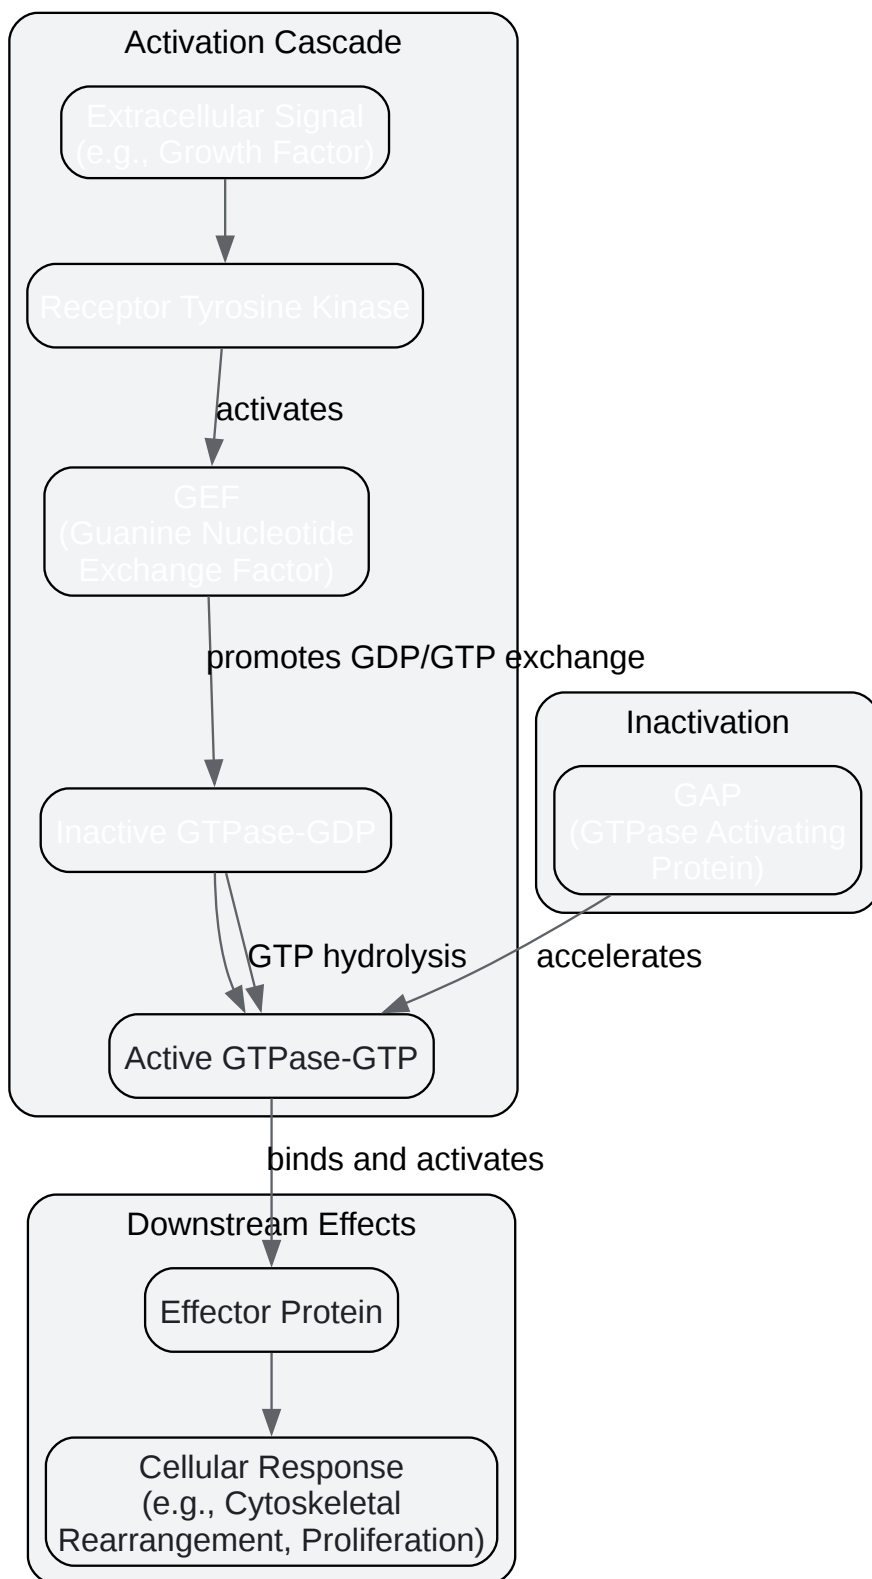 Activation Cascade
Extracellular Signal
(e.g., Growth Factor)
Receptor Tyrosine Kinase
activates
GEF
(Guanine Nucleotide
Exchange Factor)
promotes GDP/GTP exchange
Inactivation
GAP
(GTPase Activating
Protein)
Inactive GTPase-GDP
GTP hydrolysis
accelerates
Active GTPase-GTP
binds and activates
Downstream Effects
Effector Protein
Cellular Response
(e.g., Cytoskeletal
Rearrangement, Proliferation)